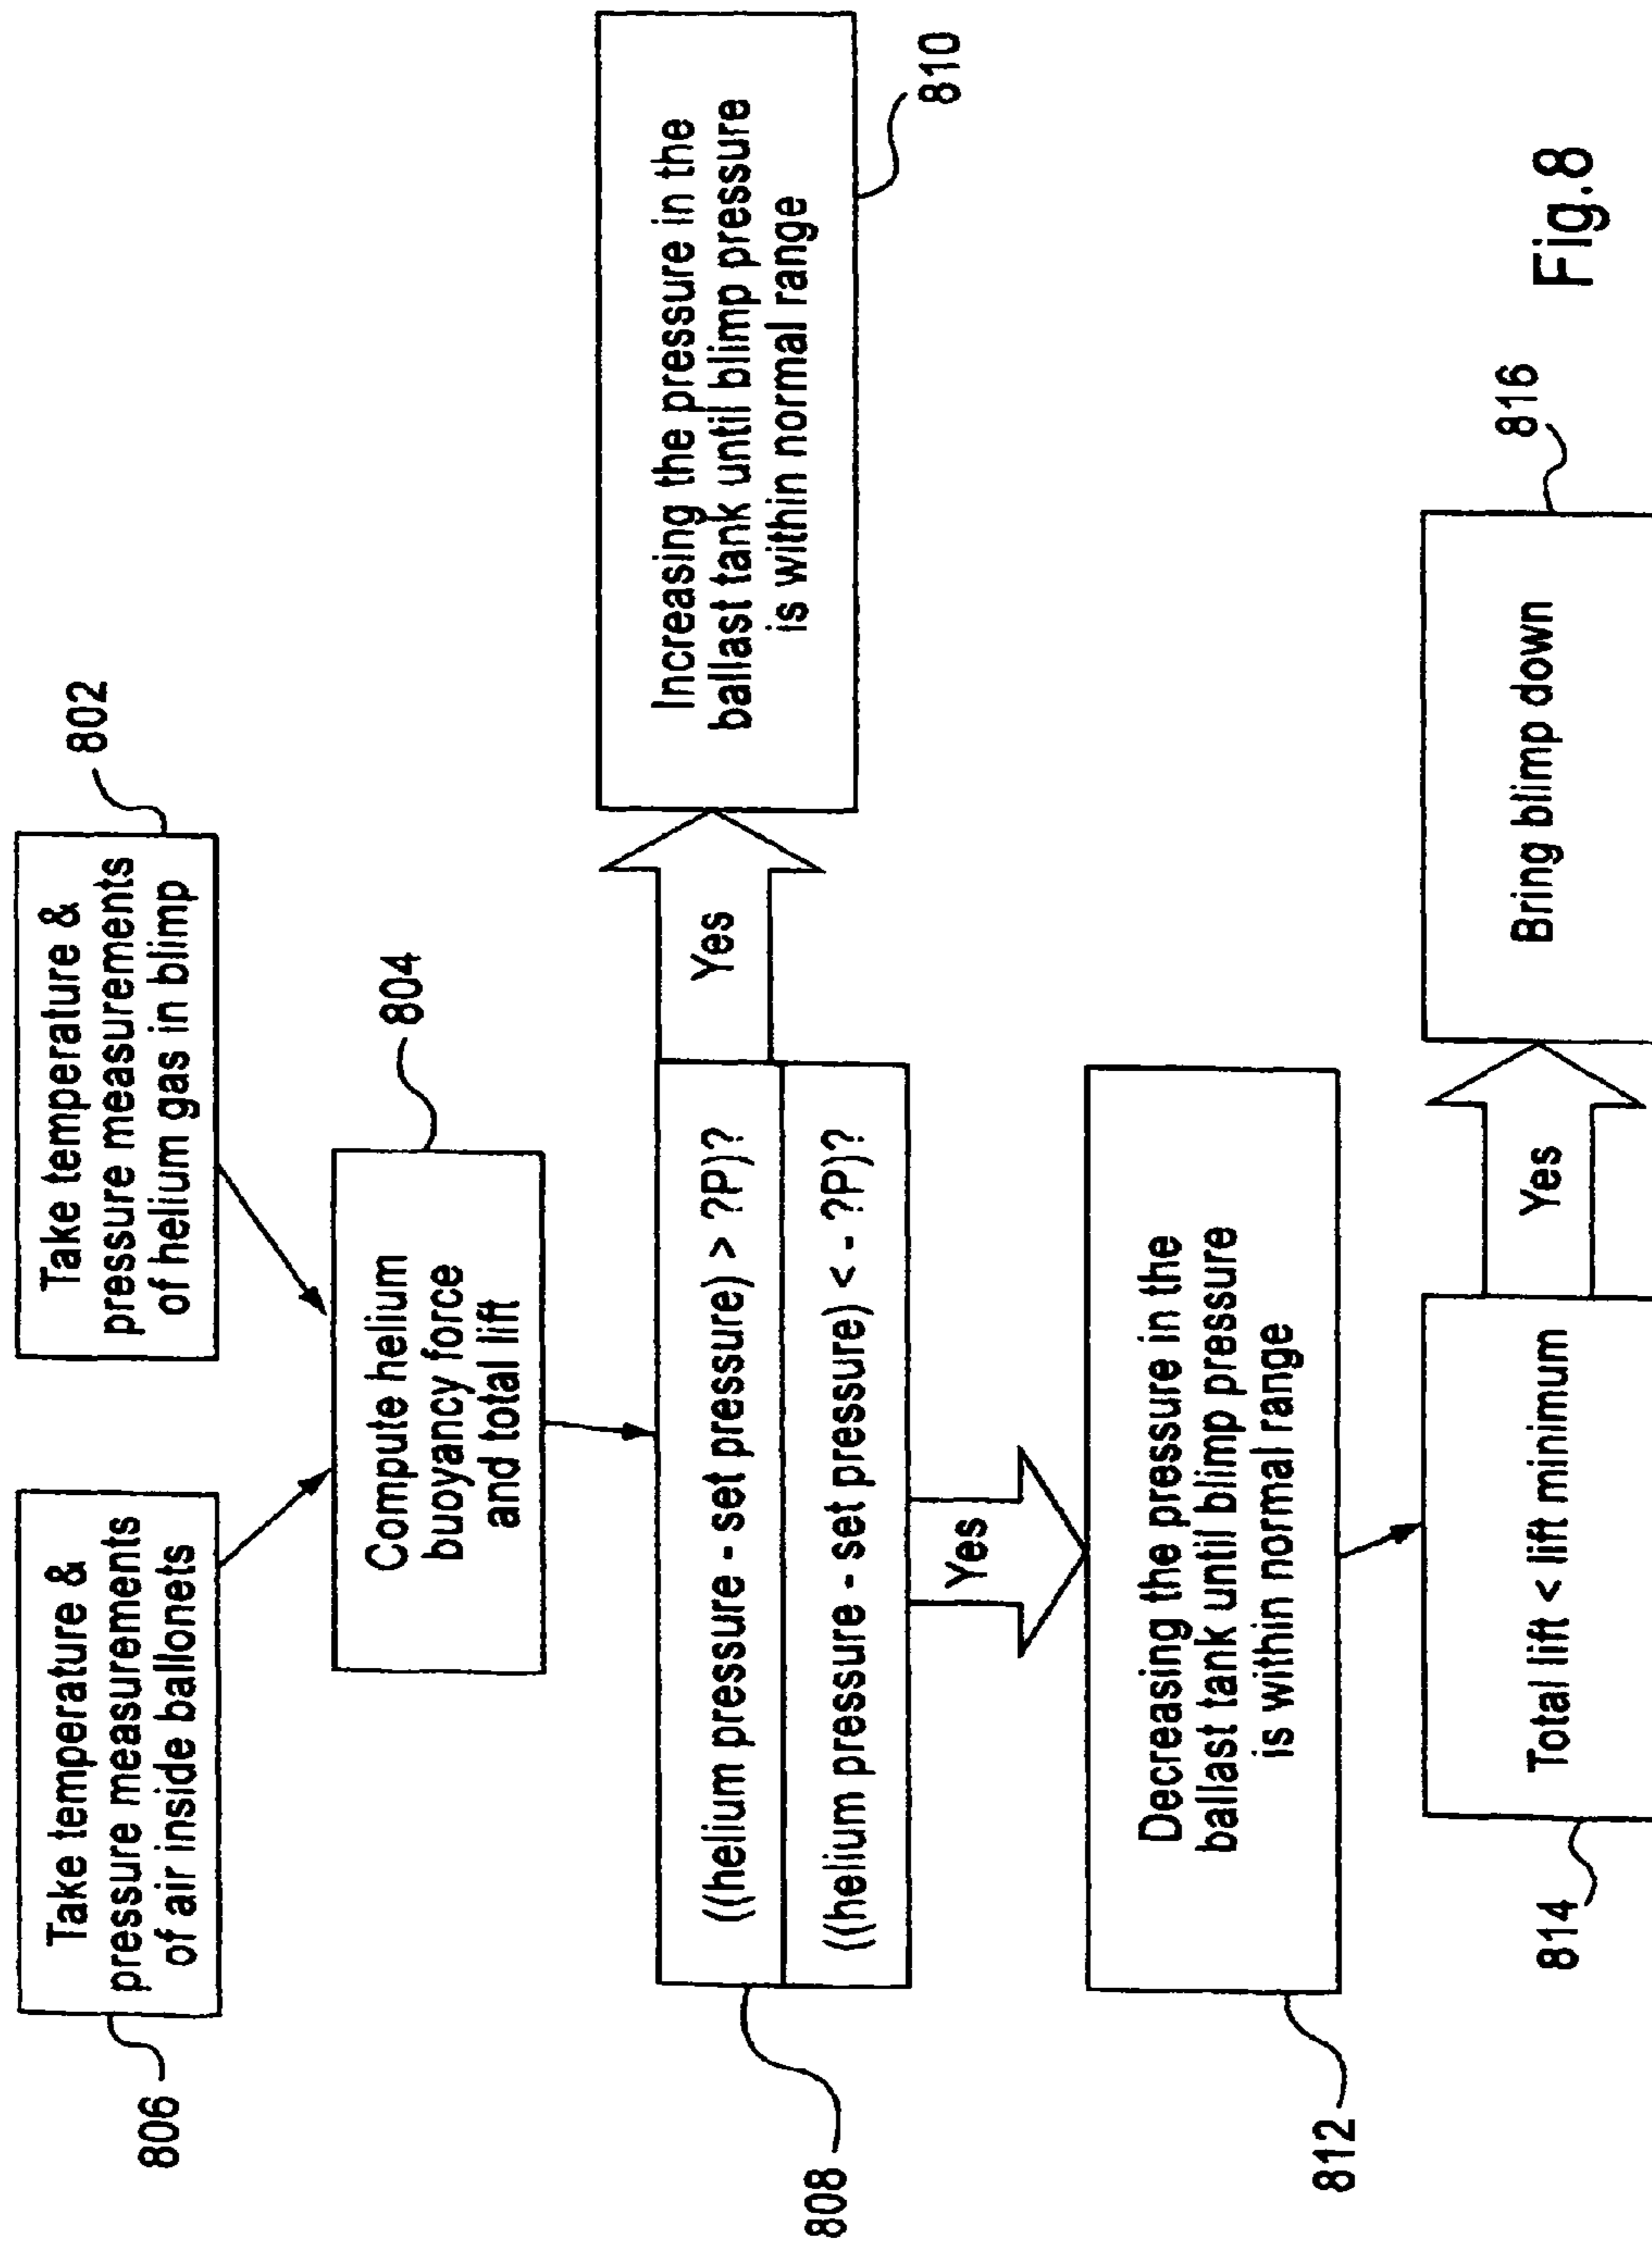 806
Take temperature &
pressure measurements
of air inside ballonets
Take temperature &
pressure measurements
of helium gas in blimp
802
Compute helium
buoyancy force
and total lift
804
808
((helium pressure - set pressure) > ?P)?
((helium pressure - set pressure) < - ?P)?
Yes
Increasing the pressure in the
ballast tank until blimp pressure
is within normal range
810
Yes
812
Decreasing the pressure in the
ballast tank until blimp pressure
is within normal range
814
Total lift < lift minimum
Yes
Bring blimp down
816
Fig.8